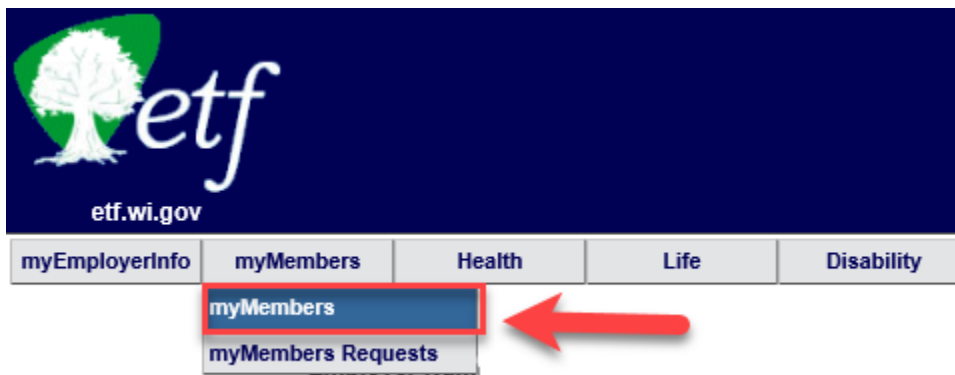 etf
etf.wi.gov
myEmployerInfo myMembers Health Life Disability
myMembers
myMembers Requests